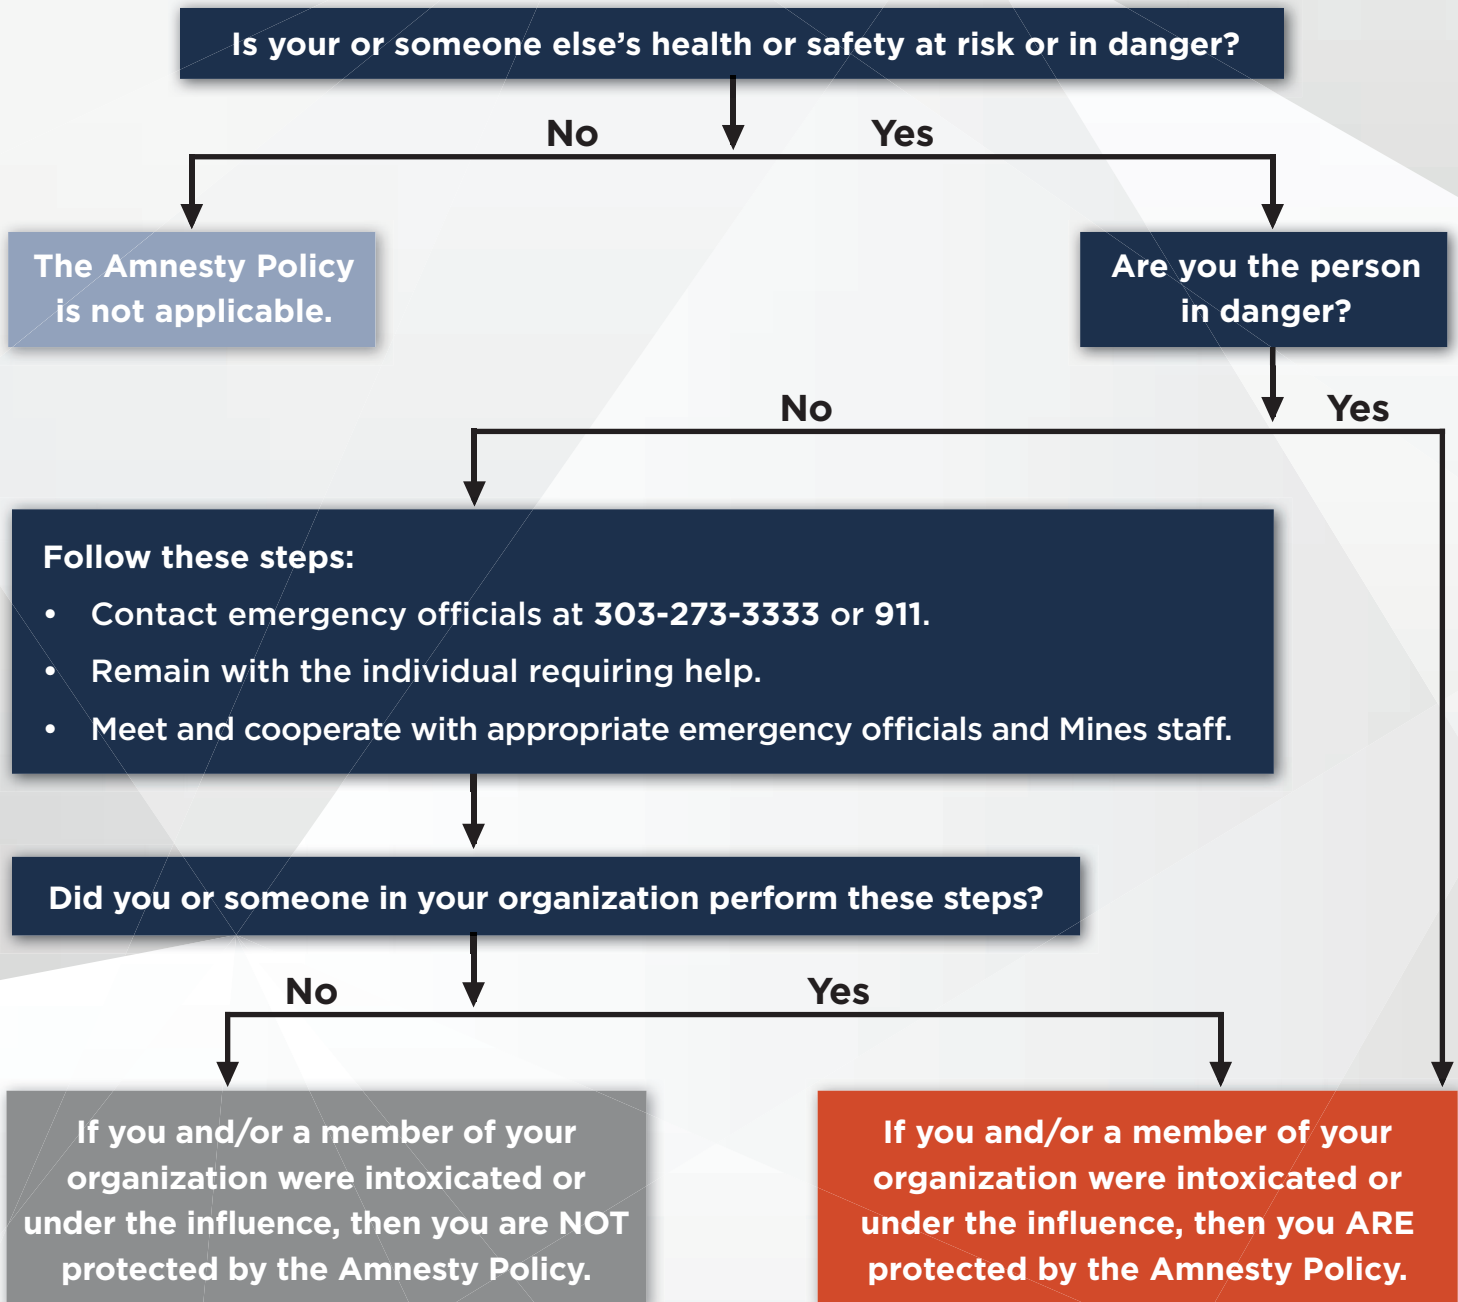 Is your or someone else’s health or safety at risk or in danger?
No
Yes
The Amnesty Policy
is not applicable.
Are you the person
in danger?
No
Yes
Follow these steps:
• Contact emergency officials at 303-273-3333 or 911.
• Remain with the individual requiring help.
• Meet and cooperate with appropriate emergency officials and Mines staff.
Did you or someone in your organization perform these steps?
No
Yes
If you and/or a member of your
organization were intoxicated or
under the influence, then you are NOT
protected by the Amnesty Policy.
If you and/or a member of your
organization were intoxicated or
under the influence, then you ARE
protected by the Amnesty Policy.